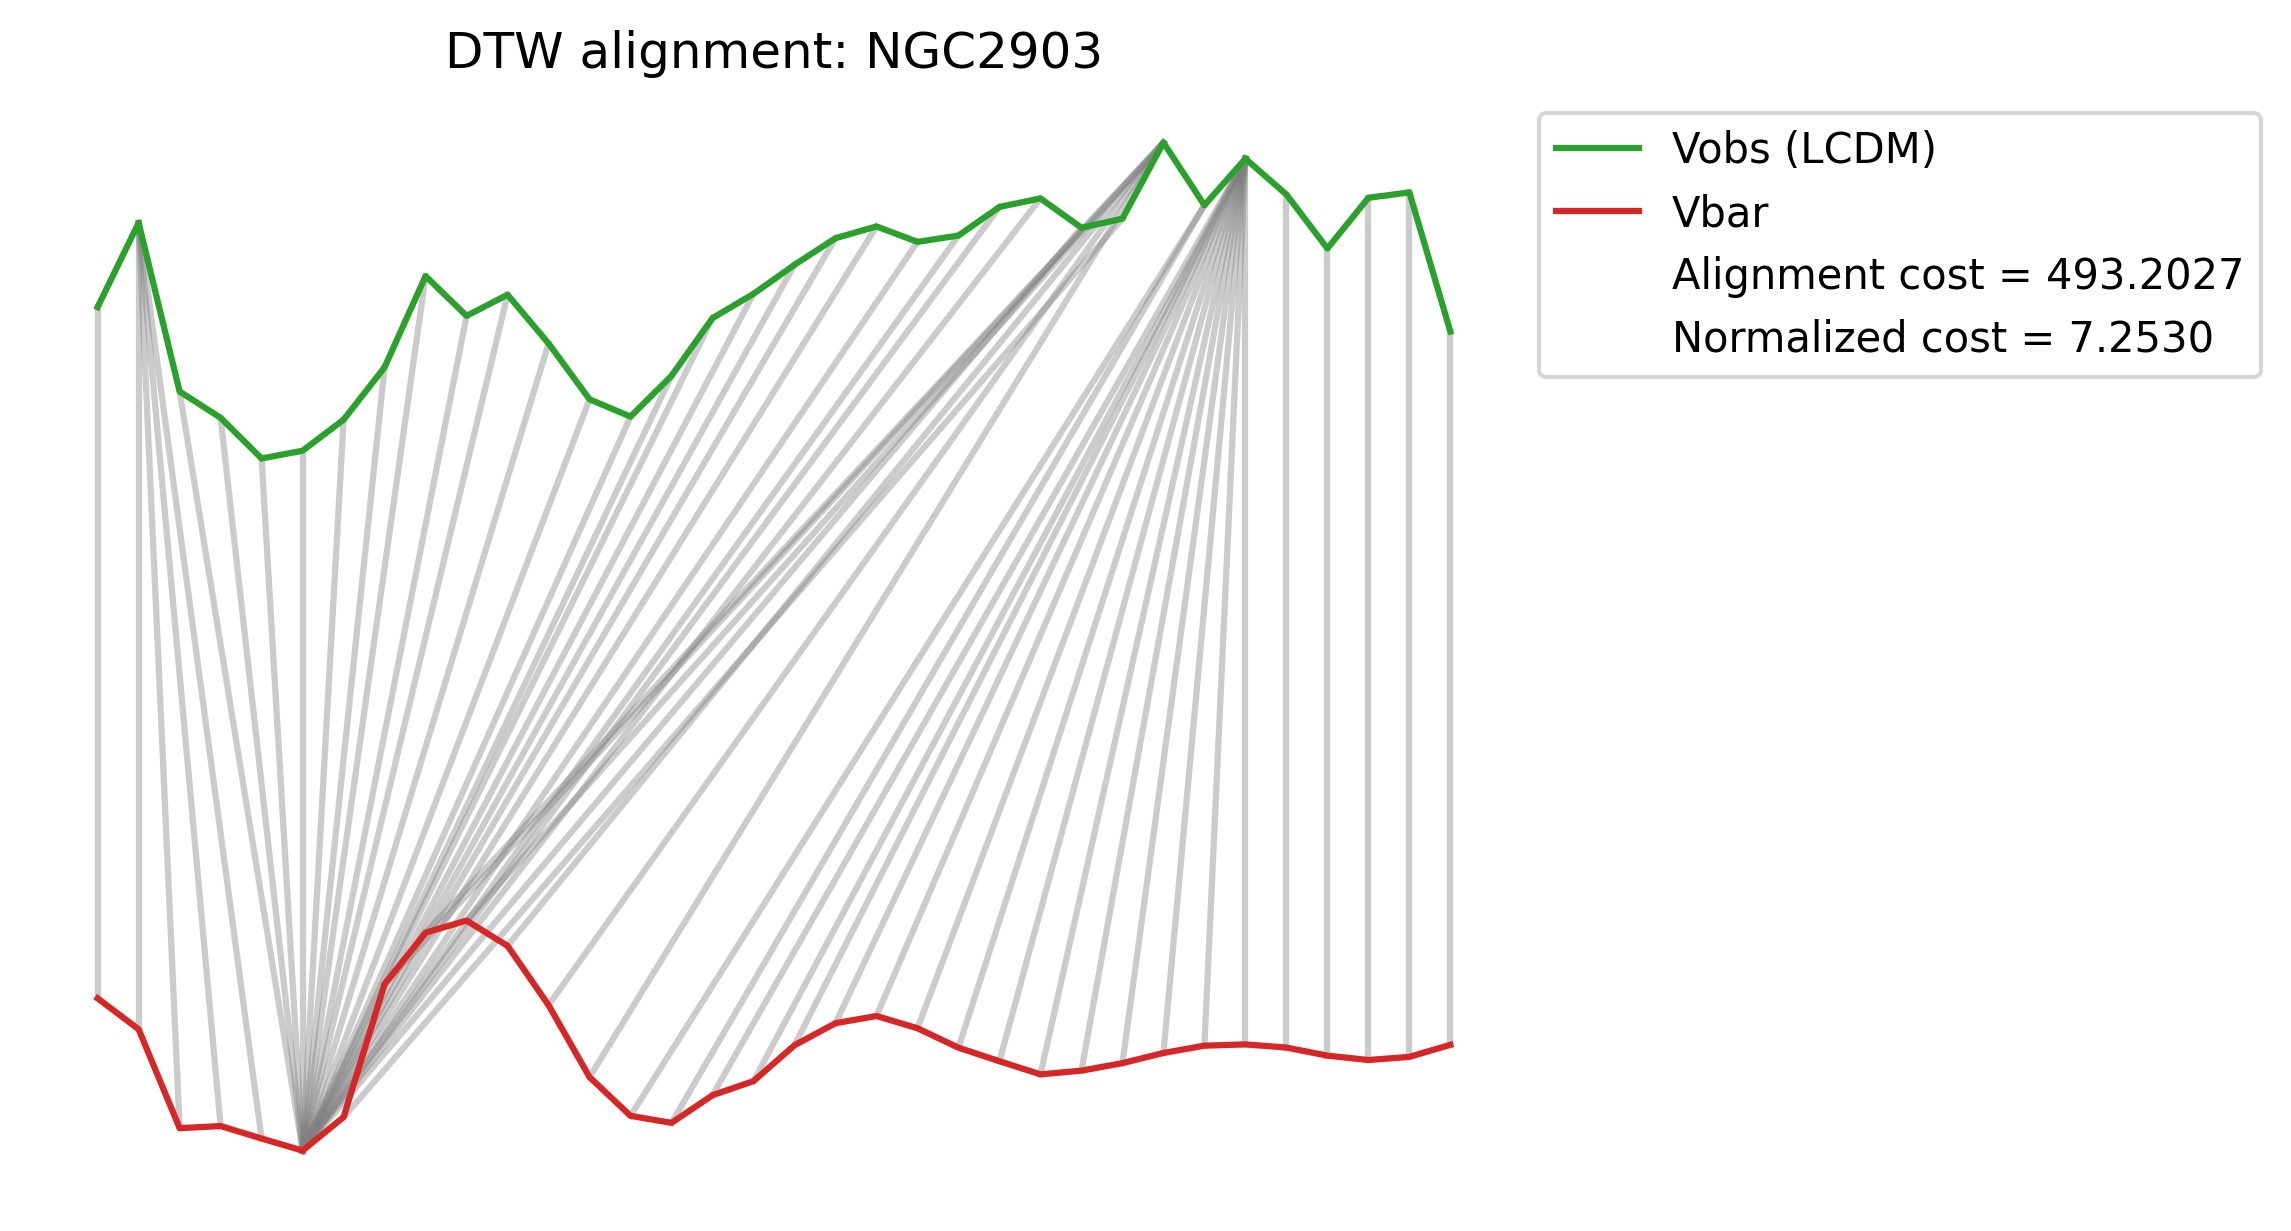 DTW alignment: NGC2903
Vobs (LCDM)
Vbar
Alignment cost = 493.2027
Normalized cost = 7.2530